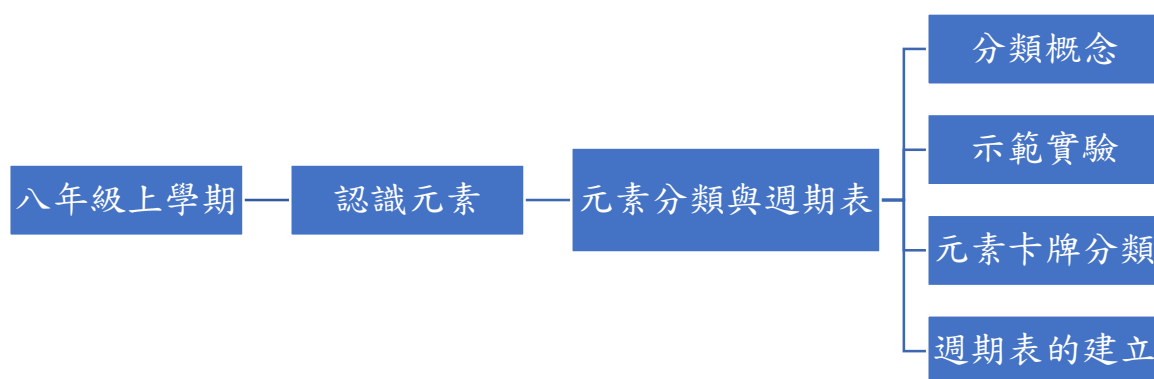 八年級上學期
認識元素
元素分類與週期表
分類概念
示範實驗
元素卡牌分類
週期表的建立